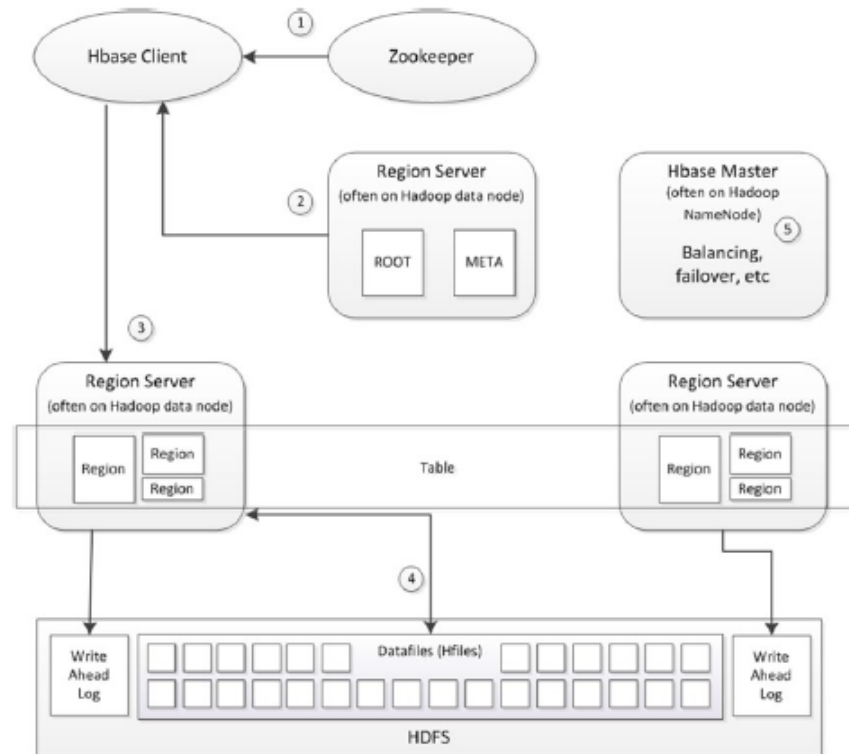 1
Hbase Client
Zookeeper
2
Region Server
(often on Hadoop data node)
ROOT
META
Hbase Master
(often on Hadoop
NameNode)
5
Balancing,
failover, etc
3
Region Server
(often on Hadoop data node)
Region
Region
Region
Table
Region Server
(often on Hadoop data node)
Region
Region
Region
4
Write
Ahead
Log
Datafiles (Hfiles)
Write
Ahead
Log
HDFS